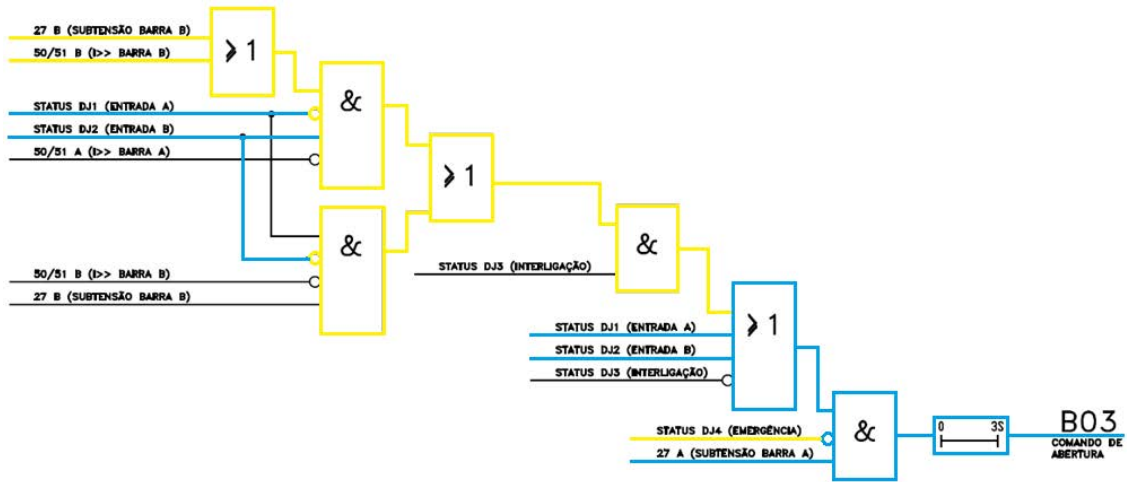 27 B (SUBTENSÃO BARRA B)
50/51 B (I>> BARRA B)
≥ 1
STATUS DJ1 (ENTRADA A)
&
STATUS DJ2 (ENTRADA B)
50/51 A (I>> BARRA A)
≥ 1
&
STATUS DJ3 (INTERLIGAÇÃO)
&
50/51 B (I>> BARRA B)
27 B (SUBTENSÃO BARRA B)
STATUS DJ1 (ENTRADA A)
≥ 1
STATUS DJ2 (ENTRADA B)
STATUS DJ3 (INTERLIGAÇÃO)
STATUS DJ4 (EMERGÊNCIA)
&
0 3S
BO3
27 A (SUBTENSÃO BARRA A)
COMANDO DE
ABERTURA